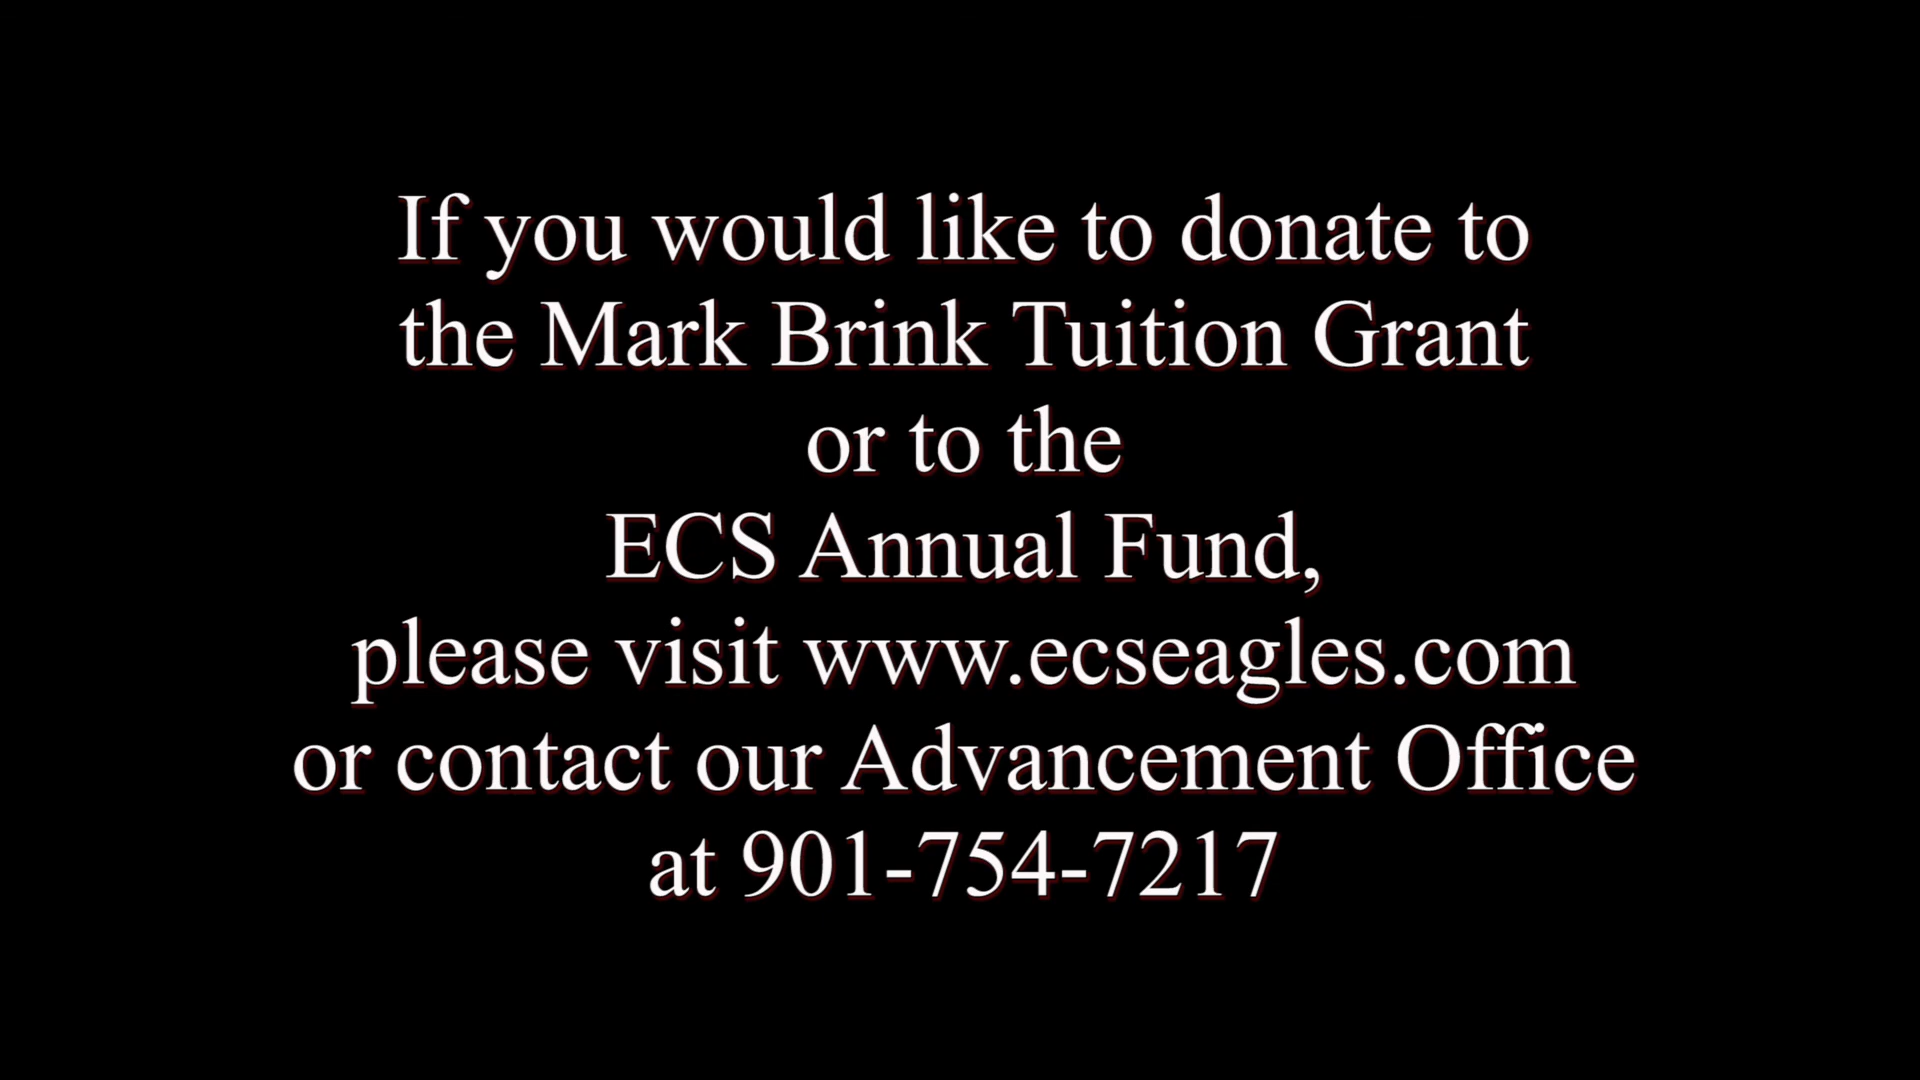 If you would like to donate to
the Mark Brink Tuition Grant
or to the
ECS Annual Fund,
please visit www.ecseagles.com
or contact our Advancement Office
at 901-754-7217